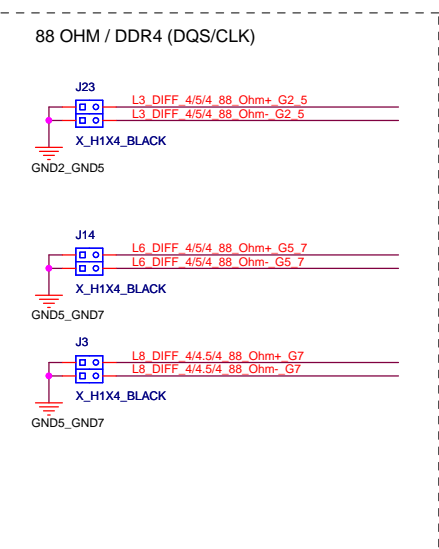 88 OHM / DDR4 (DQS/CLK)
J23
L3_DIFF_4/5/4_88_Ohm+_G2_5
L3_DIFF_4/5/4_88_Ohm-_G2_5
X_H1X4_BLACK
GND2_GND5
J14
L6_DIFF_4/5/4_88_Ohm+_G5_7
L6_DIFF_4/5/4_88_Ohm-_G5_7
X_H1X4_BLACK
GND5_GND7
J3
L8_DIFF_4/4.5/4_88_Ohm+_G7
L8_DIFF_4/4.5/4_88_Ohm-_G7
X_H1X4_BLACK
GND5_GND7